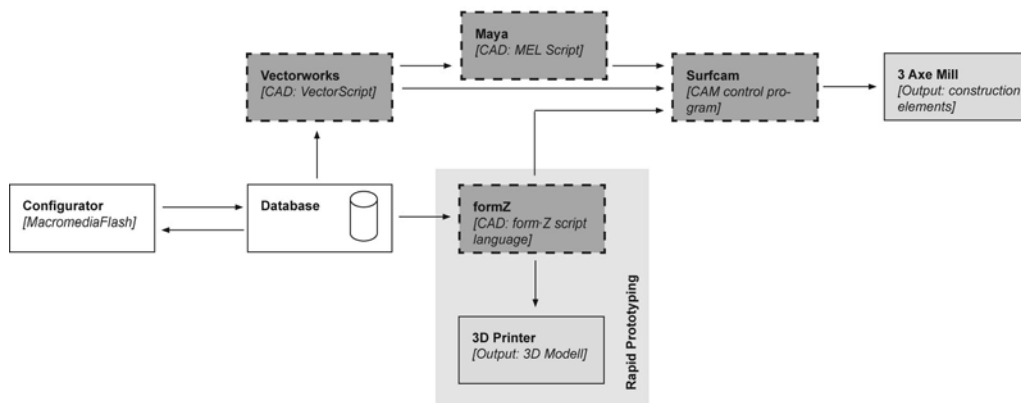 Maya
[CAD: MEL Script]
Vectorworks
[CAD: VectorScript]
Surfcam
[CAM control pro-
gram]
3 Axe Mill
[Output: construction
elements]
Configurator
[MacromediaFlash]
Database
formZ
[CAD: form-Z script
language]
3D Printer
[Output: 3D Modell]
Rapid Prototyping